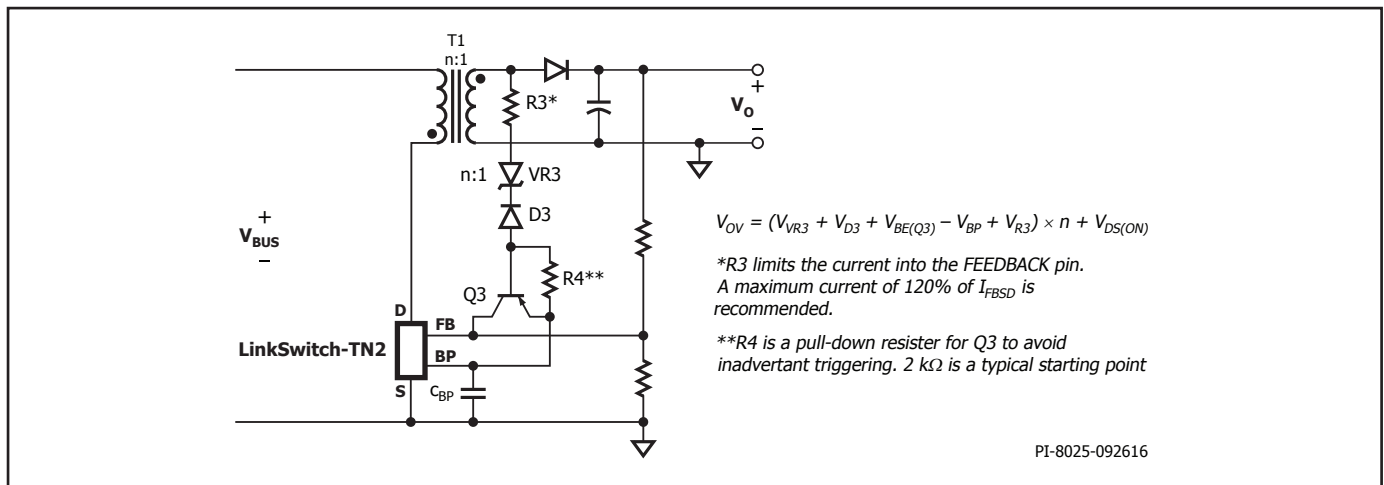 T1
n:1
R3*
+
V_O
−
n:1
VR3
D3
+
V_BUS
−
R4**
Q3
D
FB
LinkSwitch-TN2
BP
S
C_BP
V_OV = (V_VR3 + V_D3 + V_BE(Q3) − V_BP + V_R3) × n + V_DS(ON)
*R3 limits the current into the FEEDBACK pin.
A maximum current of 120% of I_FBSD is
recommended.
**R4 is a pull-down resister for Q3 to avoid
inadvertant triggering. 2 kΩ is a typical starting point
PI-8025-092616